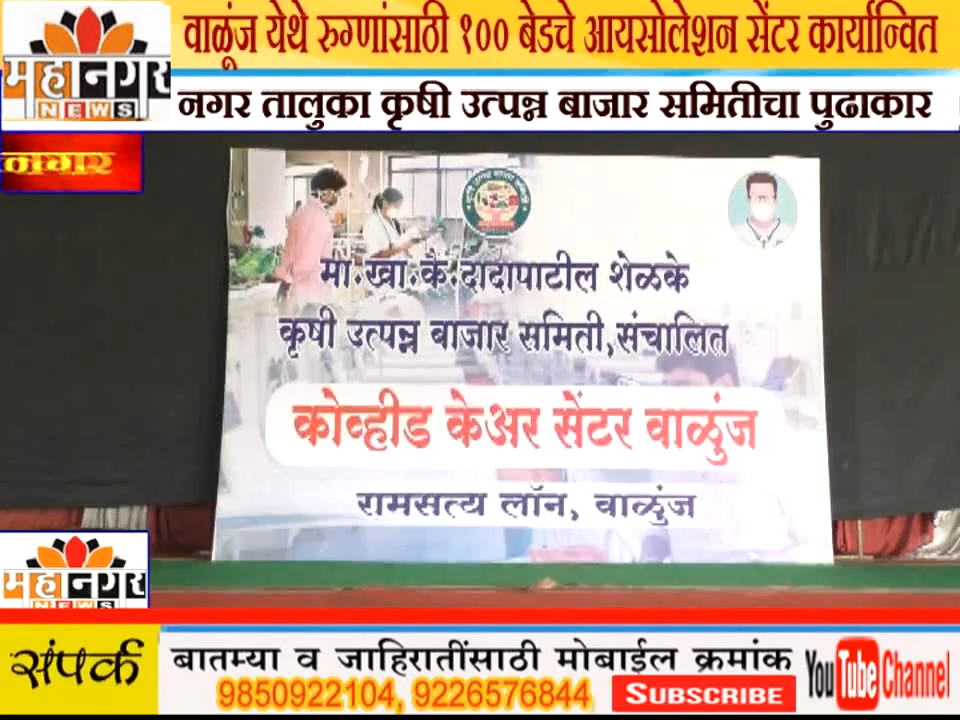 महानगर
NEWS
वाळूंज येथे रुग्णांसाठी १०० बेडचे आयसोलेशन सेंटर कार्यान्वित
नगर तालुका कृषी उत्पन्न बाजार समितीचा पुढाकार
नगर
मा.खा.कै.दादापाटील शेळके
कृषी उत्पन्न बाजार समिती,संचालित
कोव्हीड केअर सेंटर वाळुंज
रामसत्य लॉन, वाळुंज
महानगर
NEWS
संपर्क
बातम्या व जाहिरातींसाठी मोबाईल क्रमांक
9850922104, 9226576844
SUBSCRIBE
YouTube Channel